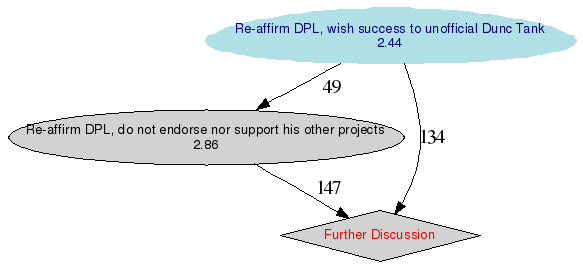 Re-affirm DPL, wish success to unofficial Dunc Tank
2.44
49
Re-affirm DPL, do not endorse nor support his other projects
2.86
134
147
Further Discussion